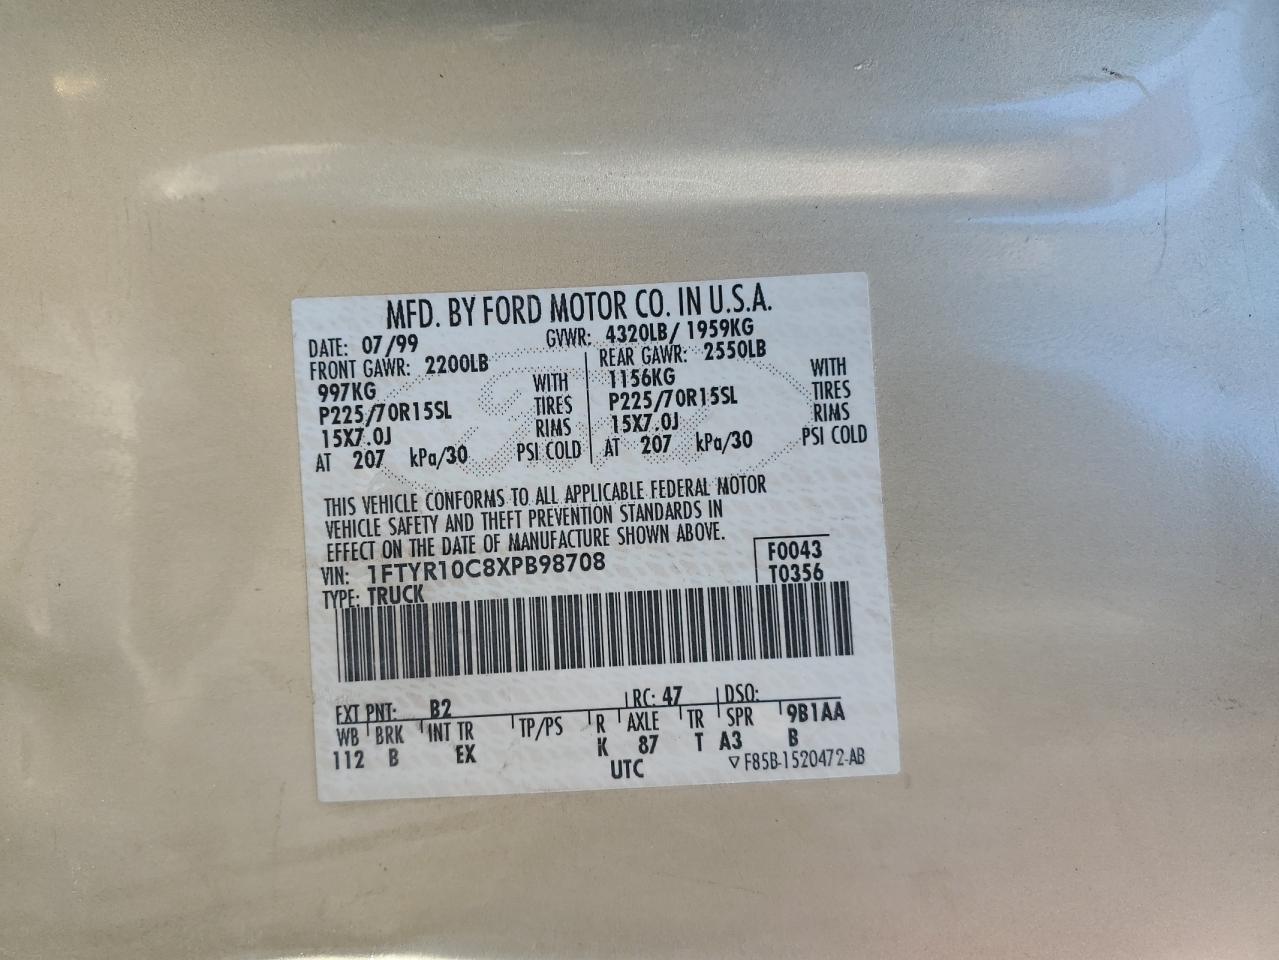 MFD. BY FORD MOTOR CO. IN U.S.A.
DATE: 07/99 GVWR: 4320LB/ 1959KG
FRONT GAWR: 2200LB REAR GAWR: 2550LB
997KG WITH 1156KG WITH
P225/70R15SL TIRES P225/70R15SL TIRES
15X7.0J RIMS 15X7.0J RIMS
AT 207 kPa/30 PSI COLD AT 207 kPa/30 PSI COLD
THIS VEHICLE CONFORMS TO ALL APPLICABLE FEDERAL MOTOR
VEHICLE SAFETY AND THEFT PREVENTION STANDARDS IN
EFFECT ON THE DATE OF MANUFACTURE SHOWN ABOVE.
VIN: 1FTYR10C8XPB98708 F0043
TYPE: TRUCK T0356
EXT PNT: B2 RC: 47 DSO:
WB BRK INT TR TP/PS R AXLE TR SPR 9B1AA
112 B EX K 87 T A3 B
UTC ▽F85B-1520472-AB